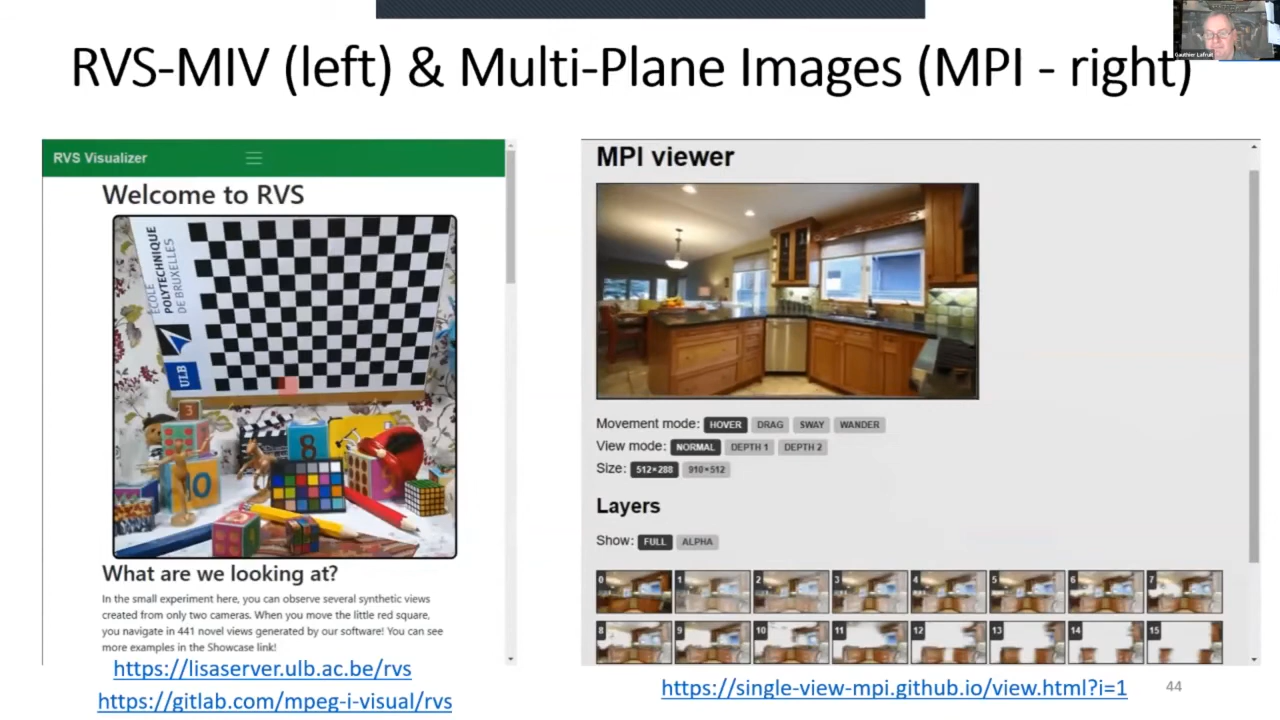 RVS-MIV (left) & Multi-Plane Images (MPI - right)
Gauthier Lafruit
RVS Visualizer
Welcome to RVS
ÉCOLE
POLYTECHNIQUE
DE BRUXELLES
ULB
3
8
10
What are we looking at?
In the small experiment here, you can observe several synthetic views
created from only two cameras. When you move the little red square,
you navigate in 441 novel views generated by our software! You can see
more examples in the Showcase link!
https://lisaserver.ulb.ac.be/rvs
https://gitlab.com/mpeg-i-visual/rvs
MPI viewer
Movement mode: HOVER DRAG SWAY WANDER
View mode: NORMAL DEPTH 1 DEPTH 2
Size: 512×288 910×512
Layers
Show: FULL ALPHA
0 1 2 3 4 5 6 7
8 9 10 11 12 13 14 15
https://single-view-mpi.github.io/view.html?i=1
44